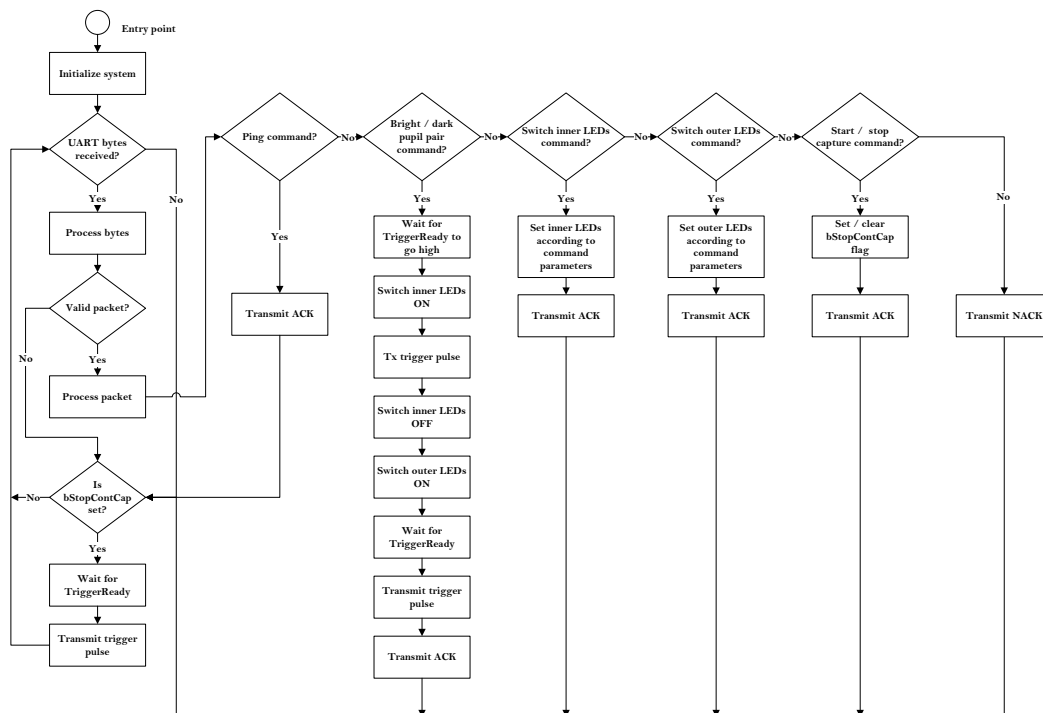 Entry point
Initialize system
UART bytes
received?
No
Yes
Process bytes
Valid packet?
No
Yes
Process packet
Is
bStopContCap
set?
No
Yes
Wait for
TriggerReady
Transmit trigger
pulse
Ping command?
No
Yes
Transmit ACK
Bright / dark
pupil pair
command?
No
Yes
Wait for
TriggerReady to
go high
Switch inner LEDs
ON
Tx trigger pulse
Switch inner LEDs
OFF
Switch outer LEDs
ON
Wait for
TriggerReady
Transmit trigger
pulse
Transmit ACK
Switch inner LEDs
command?
No
Yes
Set inner LEDs
according to
command
parameters
Transmit ACK
Switch outer LEDs
command?
No
Yes
Set outer LEDs
according to
command
parameters
Transmit ACK
Start / stop
capture command?
No
Yes
Set / clear
bStopContCap
flag
Transmit ACK
Transmit NACK